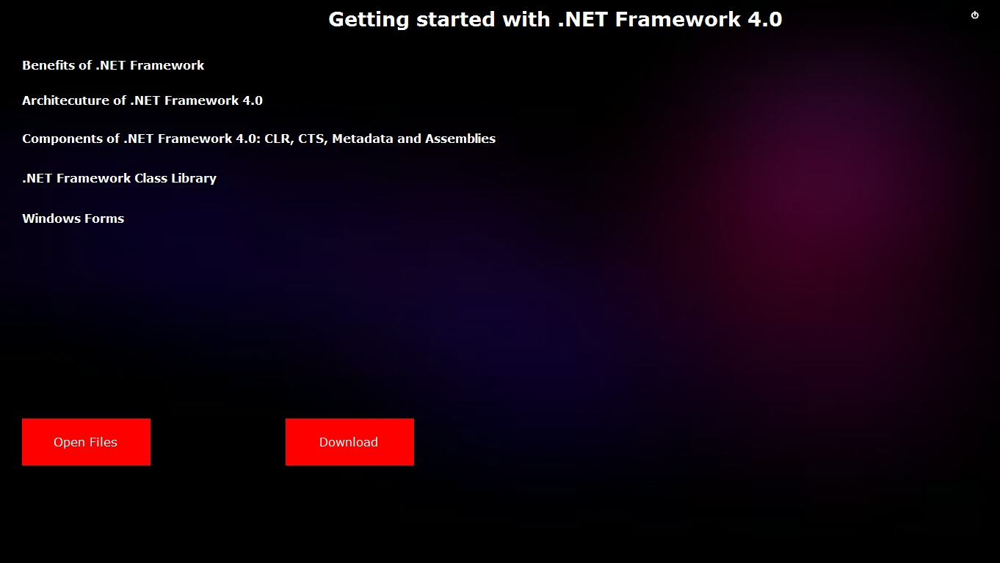 Getting started with .NET Framework 4.0
Benefits of .NET Framework
Architecuture of .NET Framework 4.0
Components of .NET Framework 4.0: CLR, CTS, Metadata and Assemblies
.NET Framework Class Library
Windows Forms
Open Files
Download